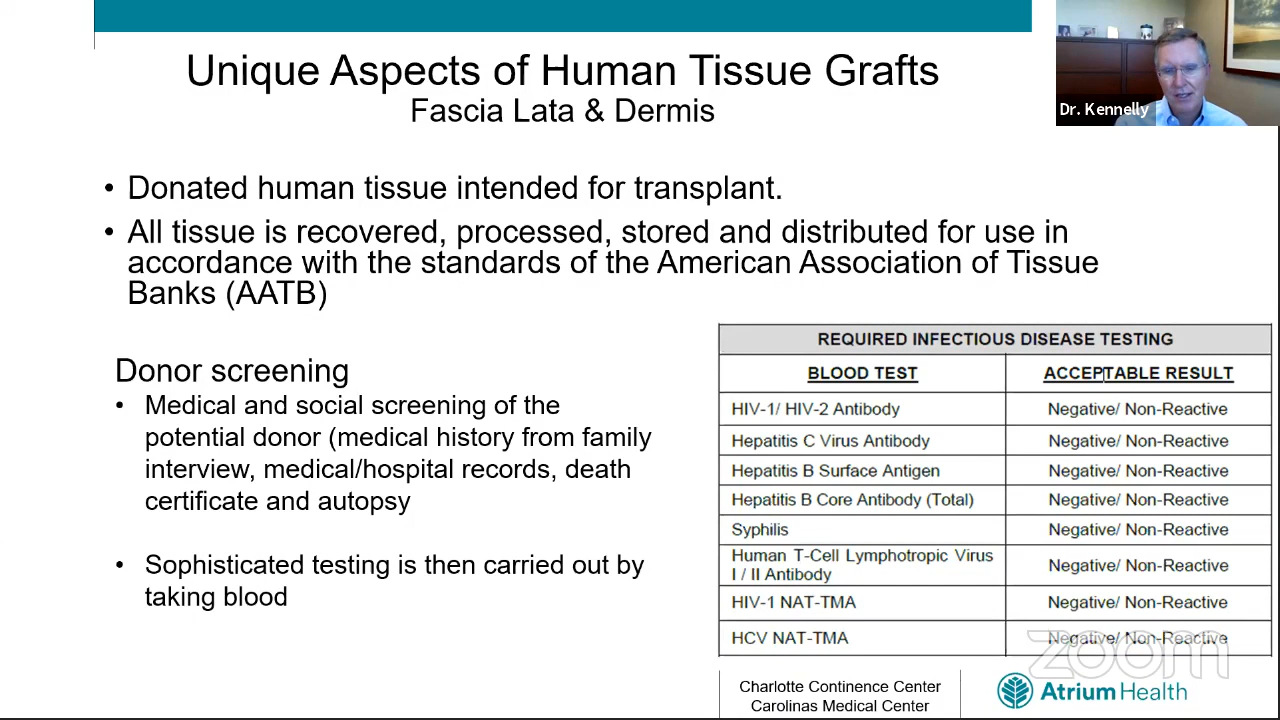 Unique Aspects of Human Tissue Grafts
Fascia Lata & Dermis
Dr. Kennelly
• Donated human tissue intended for transplant.
• All tissue is recovered, processed, stored and distributed for use in
accordance with the standards of the American Association of Tissue
Banks (AATB)
Donor screening
• Medical and social screening of the
potential donor (medical history from family
interview, medical/hospital records, death
certificate and autopsy
• Sophisticated testing is then carried out by
taking blood
REQUIRED INFECTIOUS DISEASE TESTING
BLOOD TEST ACCEPTABLE RESULT
HIV-1/ HIV-2 Antibody Negative/ Non-Reactive
Hepatitis C Virus Antibody Negative/ Non-Reactive
Hepatitis B Surface Antigen Negative/ Non-Reactive
Hepatitis B Core Antibody (Total) Negative/ Non-Reactive
Syphilis Negative/ Non-Reactive
Human T-Cell Lymphotropic Virus
I / II Antibody Negative/ Non-Reactive
HIV-1 NAT-TMA Negative/ Non-Reactive
HCV NAT-TMA Negative/ Non-Reactive
zoom
Charlotte Continence Center
Carolinas Medical Center
Atrium Health